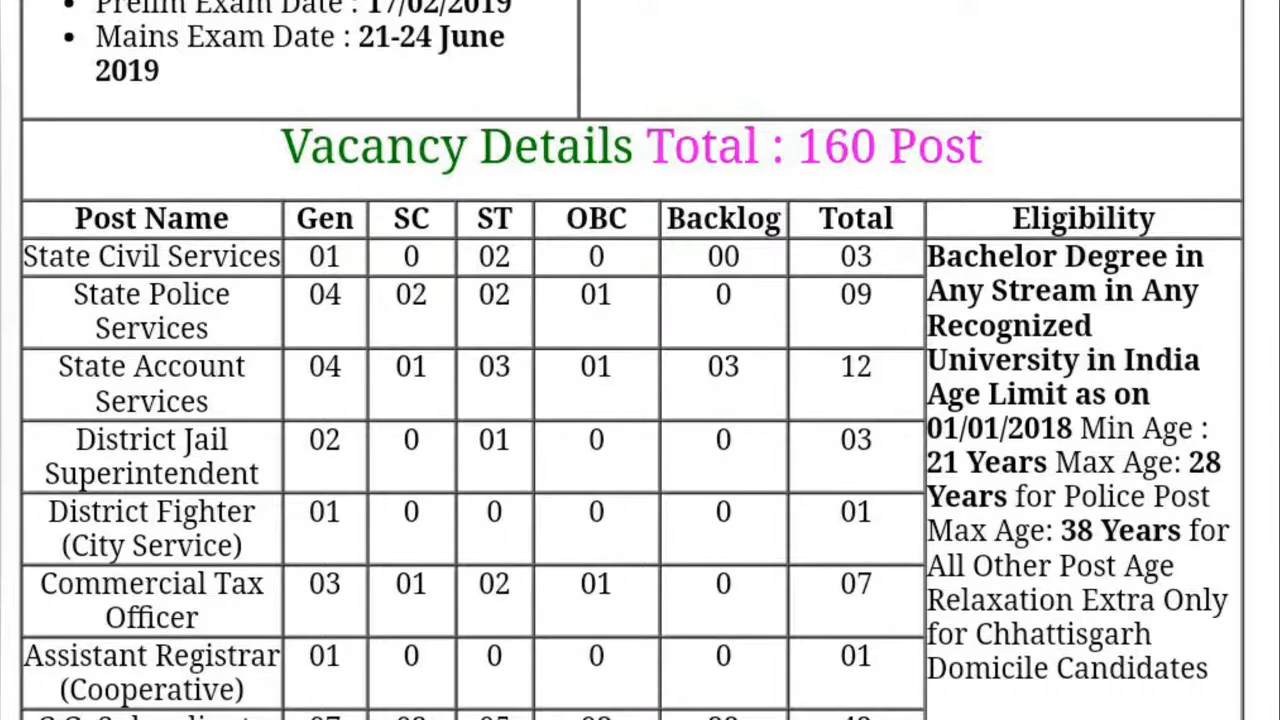 • Prelim Exam Date : 17/02/2019
• Mains Exam Date : 21-24 June
2019
Vacancy Details Total : 160 Post
Post Name Gen SC ST OBC Backlog Total Eligibility
State Civil Services 01 0 02 0 00 03
State Police
Services 04 02 02 01 0 09
State Account
Services 04 01 03 01 03 12
District Jail
Superintendent 02 0 01 0 0 03
District Fighter
(City Service) 01 0 0 0 0 01
Commercial Tax
Officer 03 01 02 01 0 07
Assistant Registrar
(Cooperative) 01 0 0 0 0 01
Bachelor Degree in
Any Stream in Any
Recognized
University in India
Age Limit as on
01/01/2018 Min Age :
21 Years Max Age: 28
Years for Police Post
Max Age: 38 Years for
All Other Post Age
Relaxation Extra Only
for Chhattisgarh
Domicile Candidates